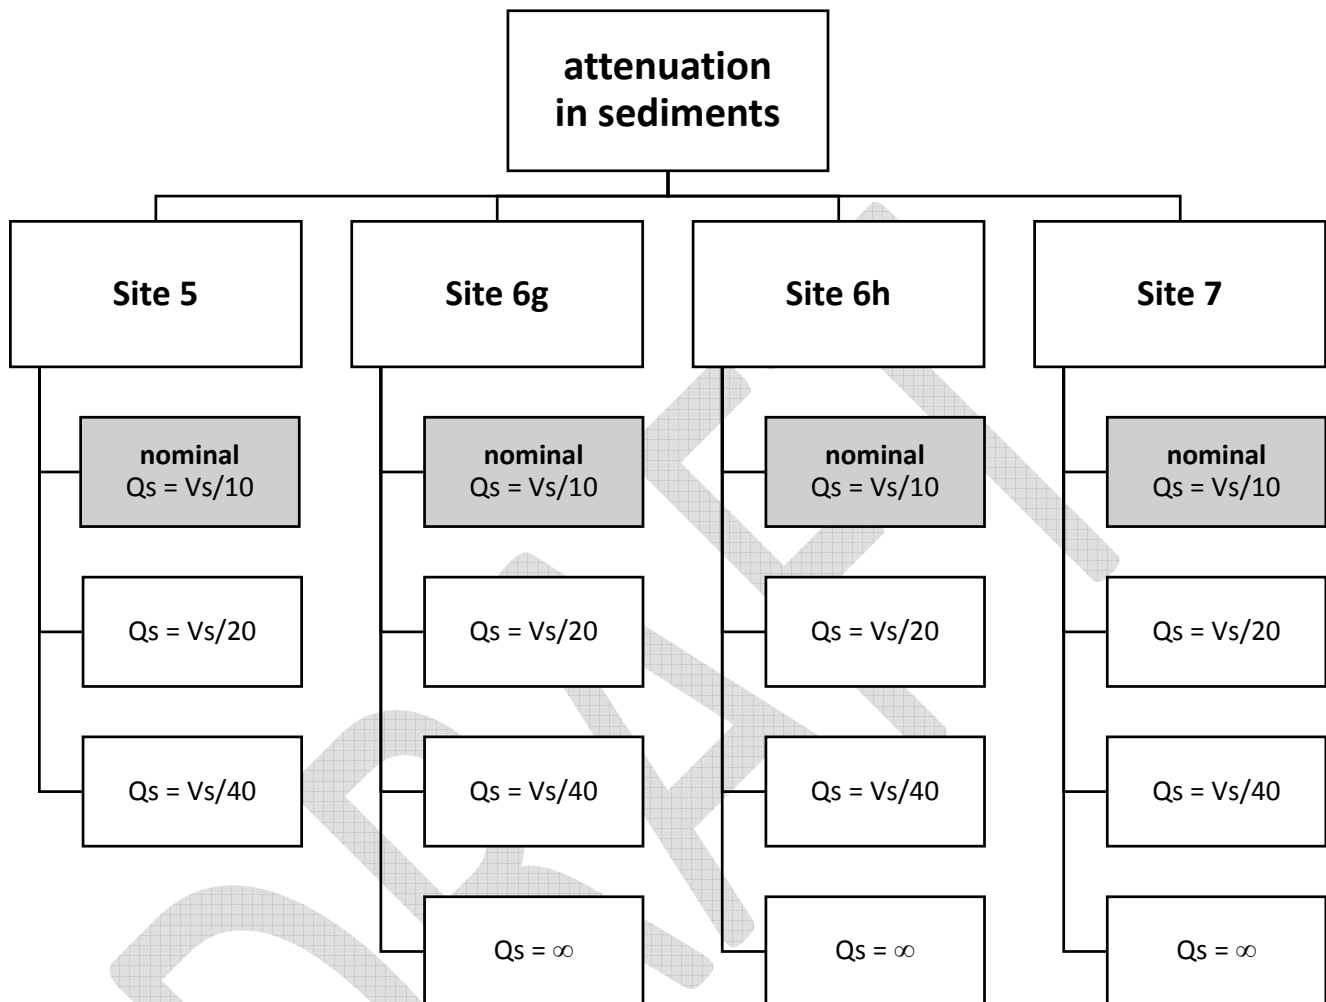 attenuation
in sediments
Site 5
Site 6g
Site 6h
Site 7
nominal
Qs = Vs/10
nominal
Qs = Vs/10
nominal
Qs = Vs/10
nominal
Qs = Vs/10
Qs = Vs/20
Qs = Vs/20
Qs = Vs/20
Qs = Vs/20
Qs = Vs/40
Qs = Vs/40
Qs = Vs/40
Qs = Vs/40
Qs = ∞
Qs = ∞
Qs = ∞
DRAFT